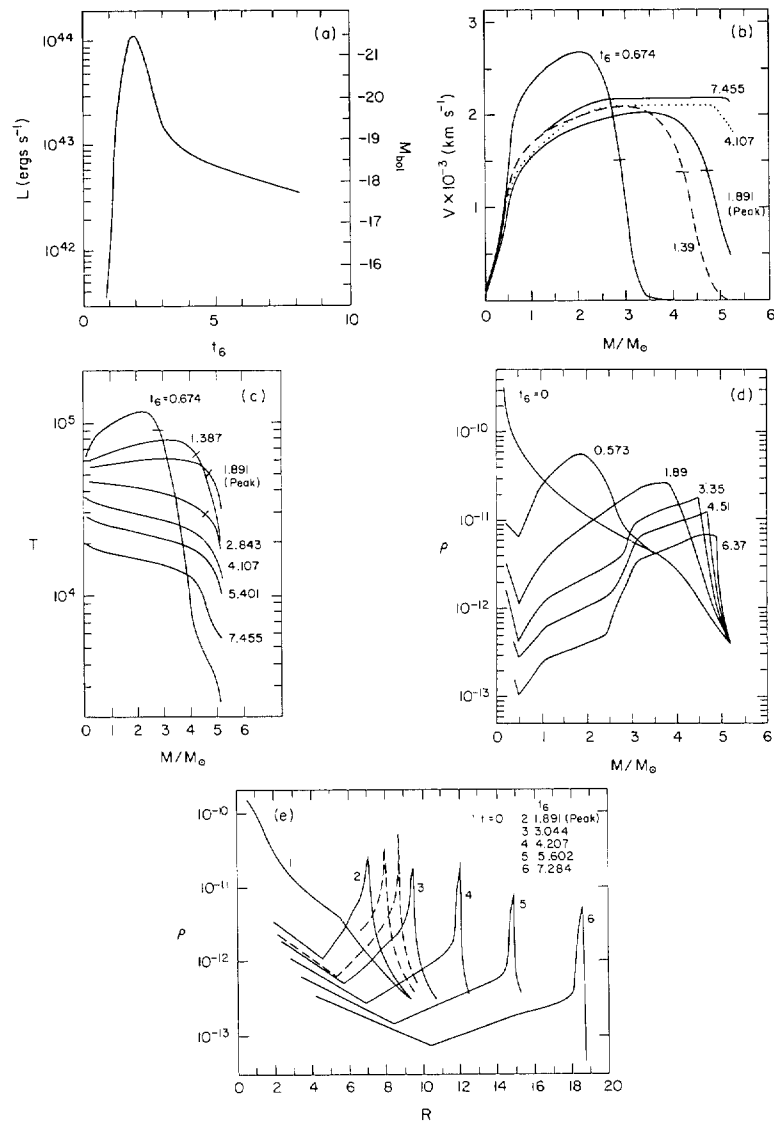 (a)
10⁴⁴
10⁴³
10⁴²
L (ergs s⁻¹)
-21
-20
-19
-18
-17
-16
-15
M_bol
0 5 10
t₆
(b)
t₆=0.674
7.455
4.107
1.891
(Peak)
1.39
3
2
1
0
V × 10⁻³ (km s⁻¹)
0 1 2 3 4 5 6
M/M⊙
(c)
t₆=0.674
1.387
1.891
(Peak)
2.843
4.107
5.401
7.455
10⁵
10⁴
T
0 1 2 3 4 5 6
M/M⊙
(d)
t₆=0
0.573
1.89
3.35
4.51
6.37
10⁻¹⁰
10⁻¹¹
10⁻¹²
10⁻¹³
ρ
0 1 2 3 4 5 6
M/M⊙
(e)
t₆
t=0
2 1.891 (Peak)
3 3.044
4 4.207
5 5.602
6 7.284
1
2
3
4
5
6
10⁻¹⁰
10⁻¹¹
10⁻¹²
10⁻¹³
ρ
0 2 4 6 8 10 12 14 16 18 20
R